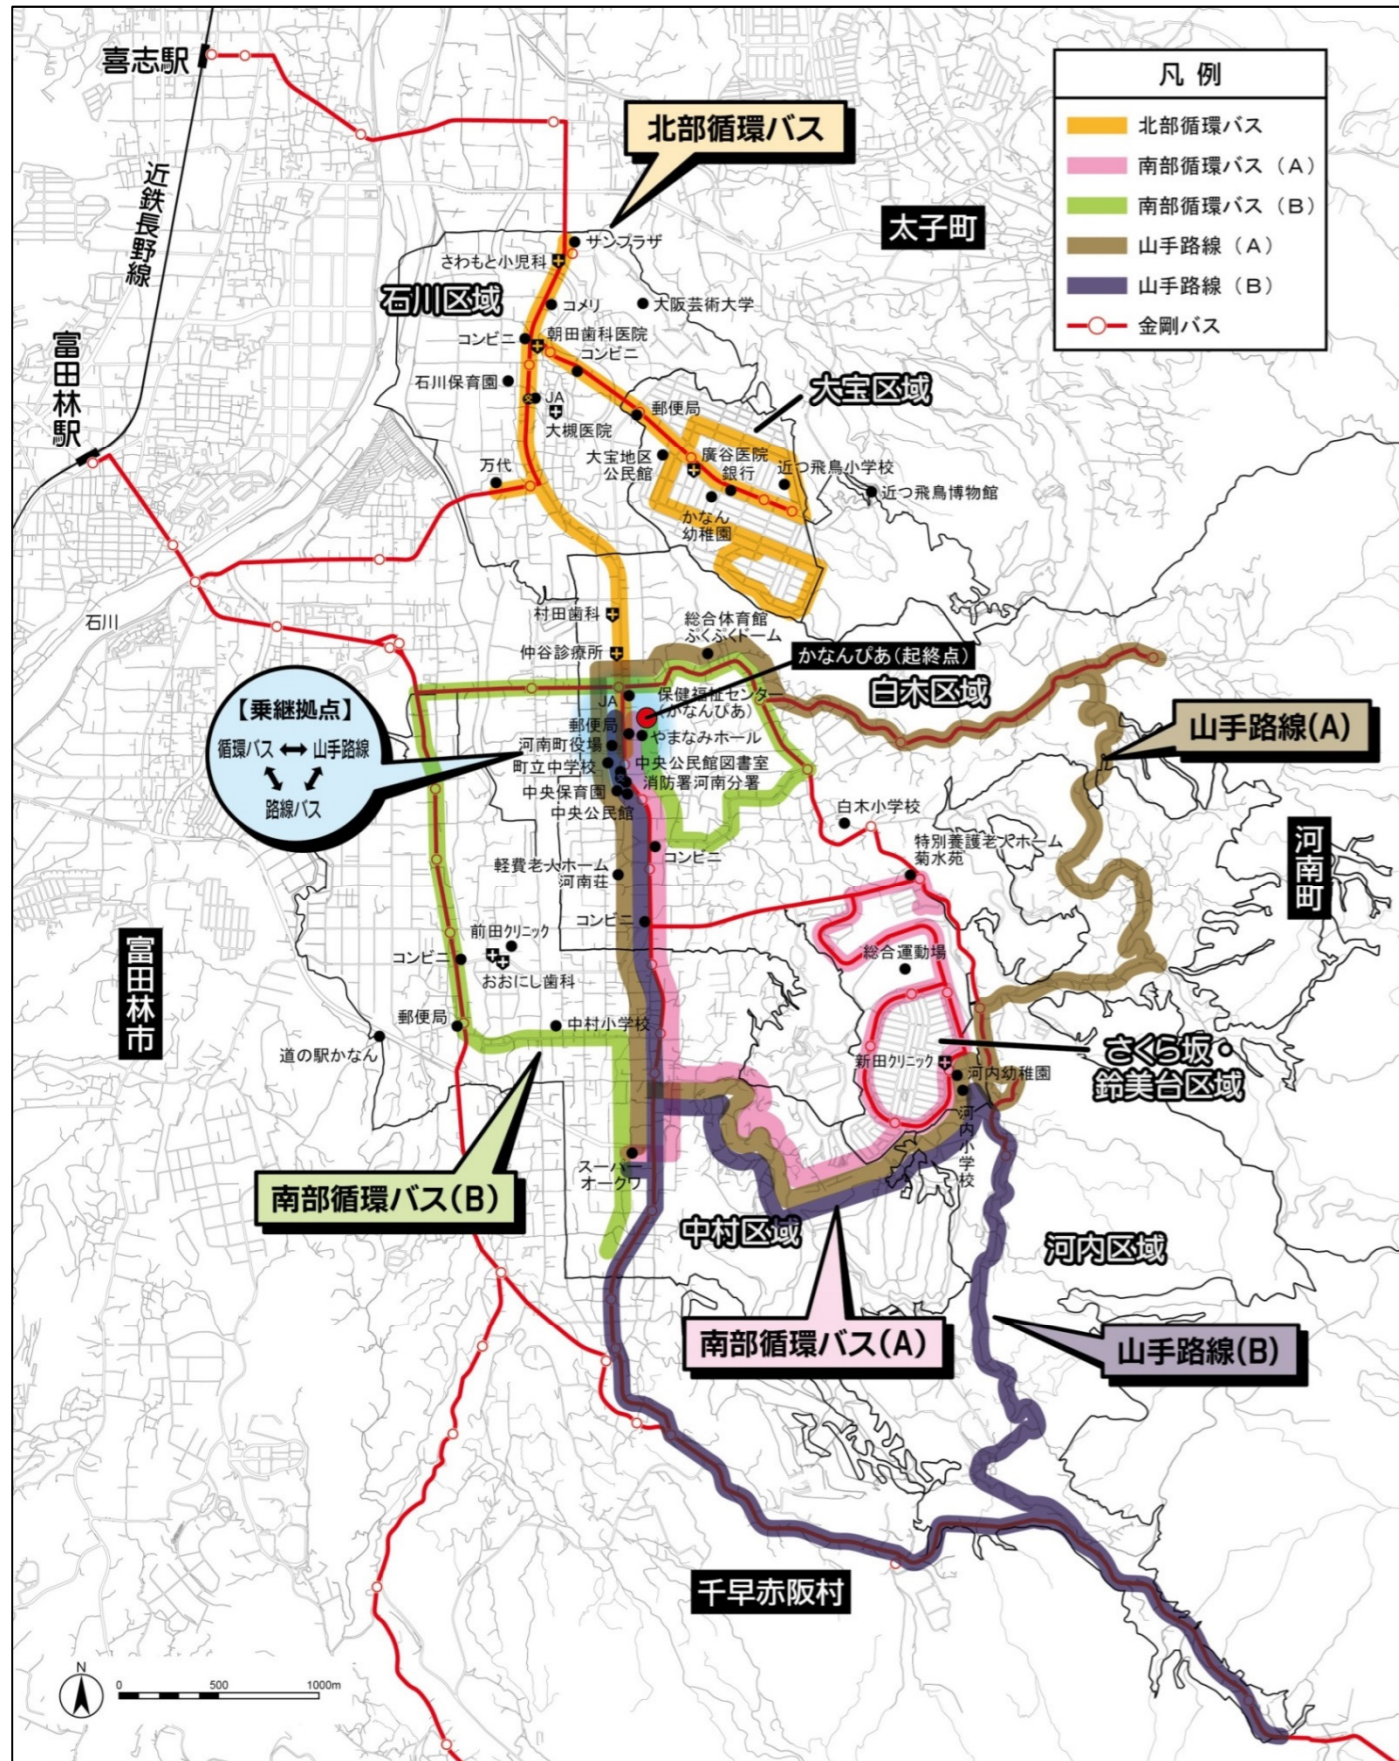 喜志駅
近鉄長野線
富田林駅
北部循環バス
凡例
北部循環バス
南部循環バス（A）
南部循環バス（B）
山手路線（A）
山手路線（B）
金剛バス
太子町
サンプラザ
さわもと小児科
石川区域
コメリ
大阪芸術大学
コンビニ
朝田歯科医院
コンビニ
石川保育園
文
JA
大槻医院
郵便局
大宝区域
万代
大宝地区
公民館
廣谷医院
銀行
近つ飛鳥小学校
近つ飛鳥博物館
かなん
幼稚園
石川
村田歯科
仲谷診療所
総合体育館
ぷくぷくドーム
かなんぴあ（起終点）
白木区域
保健福祉センター
（かなんぴあ）
JA
郵便局
やまなみホール
河南町役場
町立中学校
中央公民館図書室
文
消防署河南分署
中央保育園
中央公民館
【乗継拠点】
循環バス
山手路線
路線バス
山手路線(A)
河南町
白木小学校
特別養護老人ホーム
菊水苑
コンビニ
軽費老人ホーム
河南荘
コンビニ
総合運動場
前田クリニック
コンビニ
おおにし歯科
富田林市
郵便局
中村小学校
道の駅かなん
新田クリニック
河内幼稚園
河内小学校
さくら坂・
鈴美台区域
スーパー
オークワ
南部循環バス(B)
中村区域
河内区域
南部循環バス(A)
山手路線(B)
千早赤阪村
N
0
500
1000m